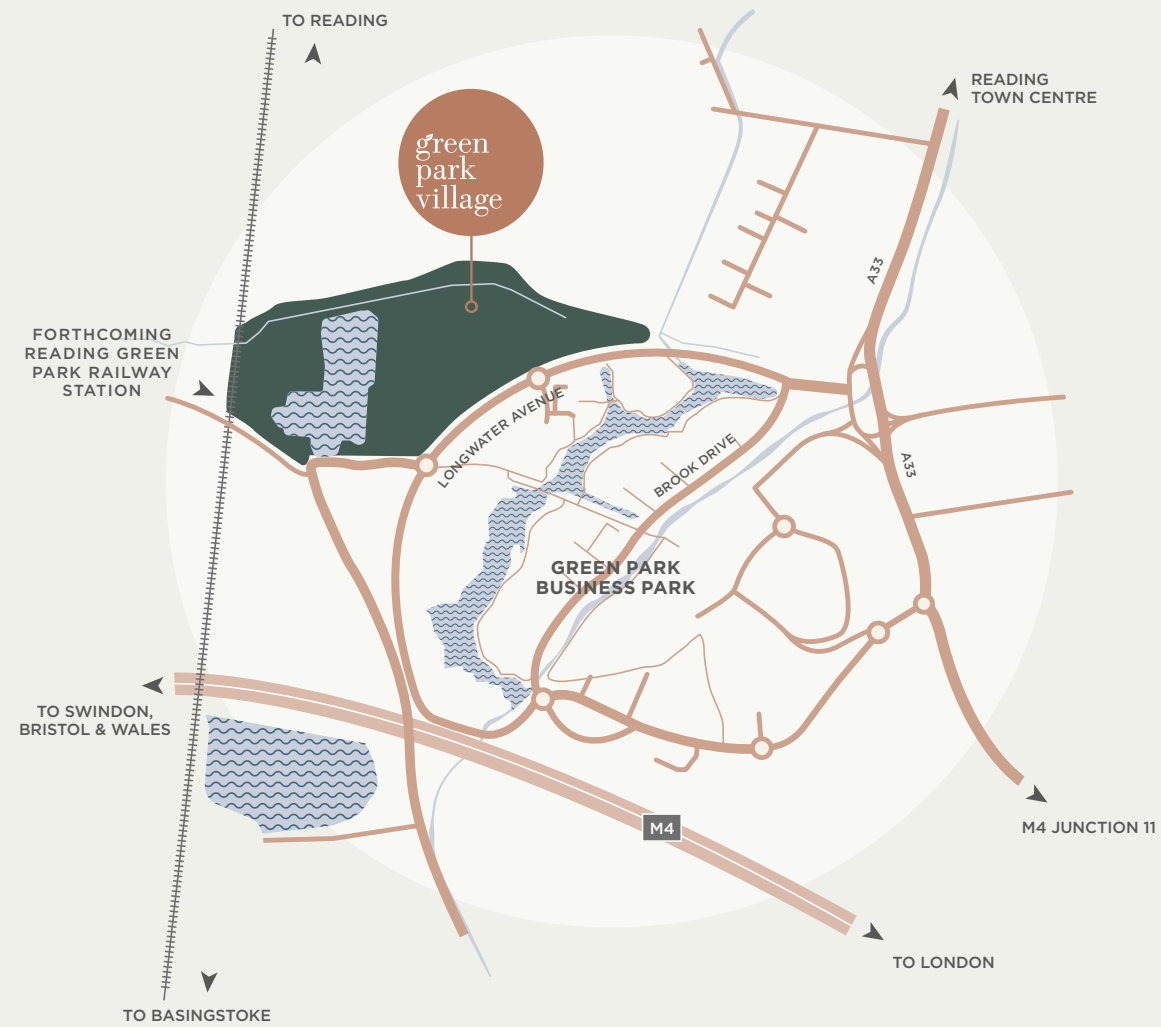 TO READING
READING
TOWN CENTRE
green
park
village
A33
FORTHCOMING
READING GREEN
PARK RAILWAY
STATION
LONGWATER AVENUE
BROOK DRIVE
A33
GREEN PARK
BUSINESS PARK
TO SWINDON,
BRISTOL & WALES
M4
M4 JUNCTION 11
TO LONDON
TO BASINGSTOKE